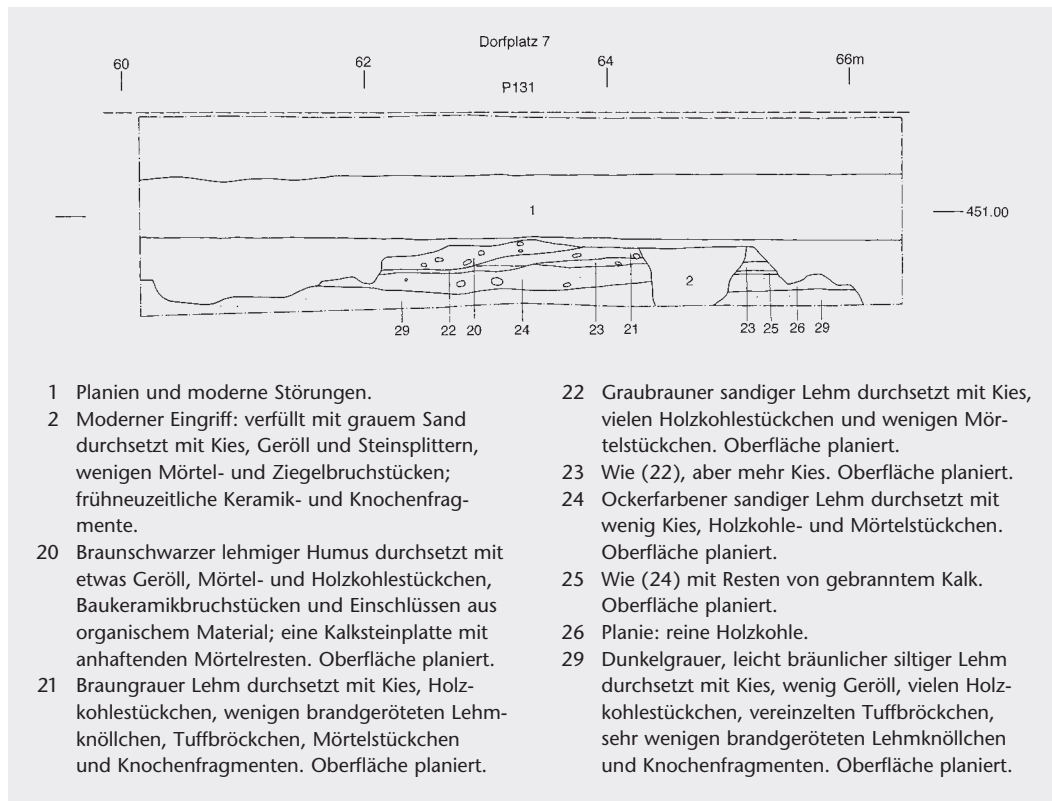 Dorfplatz 7
60 62 64 66m
P131
1
451.00
2
29 22 20 24 23 21 23 25 26 29
1 Planien und moderne Störungen.
2 Moderner Eingriff: verfüllt mit grauem Sand
durchsetzt mit Kies, Geröll und Steinsplittern,
wenigen Mörtel- und Ziegelbruchstücken;
frühneuzeitliche Keramik- und Knochenfrag-
mente.
20 Braunschwarzer lehmiger Humus durchsetzt mit
etwas Geröll, Mörtel- und Holzkohlestückchen,
Baukeramikbruchstücken und Einschlüssen aus
organischem Material; eine Kalksteinplatte mit
anhaftenden Mörtelresten. Oberfläche planiert.
21 Braungrauer Lehm durchsetzt mit Kies, Holz-
kohlestückchen, wenigen brandgeröteten Lehm-
knöllchen, Tuffbröckchen, Mörtelstückchen
und Knochenfragmenten. Oberfläche planiert.
22 Graubrauner sandiger Lehm durchsetzt mit Kies,
vielen Holzkohlestückchen und wenigen Mör-
telstückchen. Oberfläche planiert.
23 Wie (22), aber mehr Kies. Oberfläche planiert.
24 Ockerfarbener sandiger Lehm durchsetzt mit
wenig Kies, Holzkohle- und Mörtelstückchen.
Oberfläche planiert.
25 Wie (24) mit Resten von gebranntem Kalk.
Oberfläche planiert.
26 Planie: reine Holzkohle.
29 Dunkelgrauer, leicht bräunlicher siltiger Lehm
durchsetzt mit Kies, wenig Geröll, vielen Holz-
kohlestückchen, vereinzelten Tuffbröckchen,
sehr wenigen brandgeröteten Lehmknöllchen
und Knochenfragmenten. Oberfläche planiert.